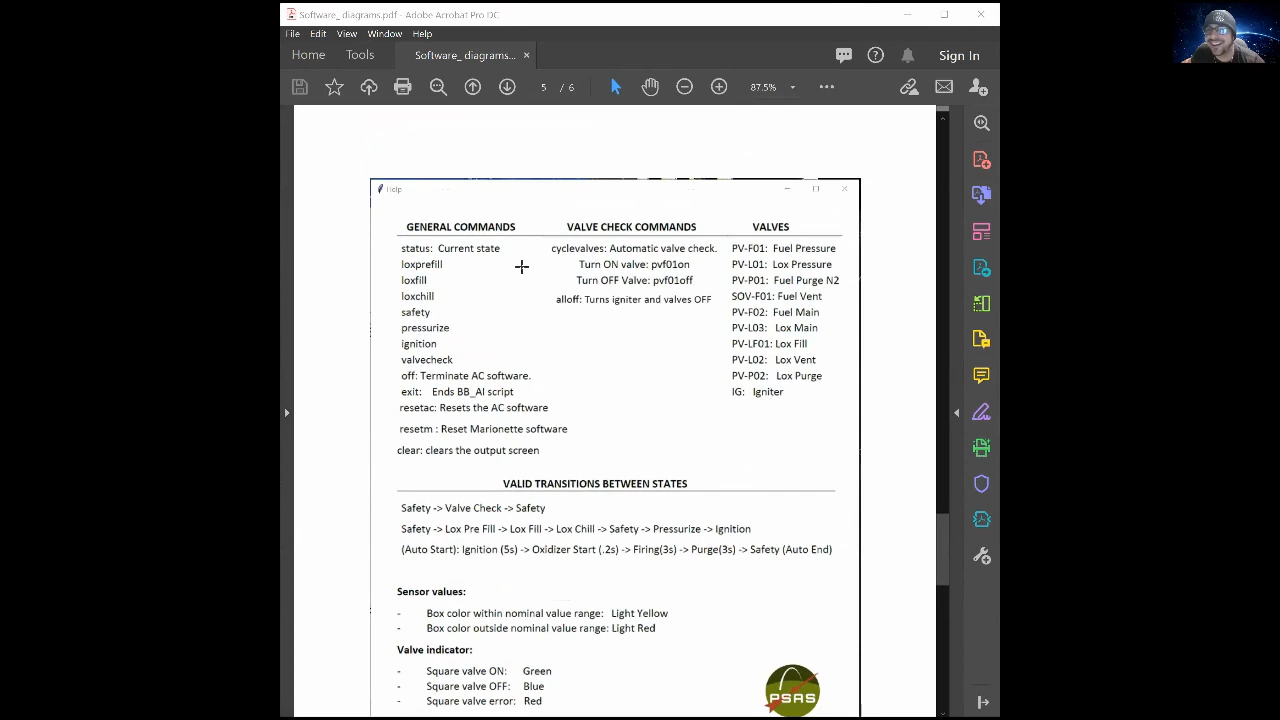 Software_ diagrams.pdf - Adobe Acrobat Pro DC
File Edit View Window Help
Home Tools Software_ diagrams... × Sign In
5 / 6 87.5%
Help
GENERAL COMMANDS VALVE CHECK COMMANDS VALVES
status: Current state cyclevalves: Automatic valve check. PV-F01: Fuel Pressure
loxprefill Turn ON valve: pvf01on PV-L01: Lox Pressure
loxfill Turn OFF Valve: pvf01off PV-P01: Fuel Purge N2
loxchill alloff: Turns igniter and valves OFF SOV-F01: Fuel Vent
safety PV-F02: Fuel Main
pressurize PV-L03: Lox Main
ignition PV-LF01: Lox Fill
valvecheck PV-L02: Lox Vent
off: Terminate AC software. PV-P02: Lox Purge
exit: Ends BB_AI script IG: Igniter
resetac: Resets the AC software
resetm : Reset Marionette software
clear: clears the output screen
VALID TRANSITIONS BETWEEN STATES
Safety -> Valve Check -> Safety
Safety -> Lox Pre Fill -> Lox Fill -> Lox Chill -> Safety -> Pressurize -> Ignition
(Auto Start): Ignition (5s) -> Oxidizer Start (.2s) -> Firing(3s) -> Purge(3s) -> Safety (Auto End)
Sensor values:
- Box color within nominal value range: Light Yellow
- Box color outside nominal value range: Light Red
Valve indicator:
- Square valve ON: Green
- Square valve OFF: Blue
- Square valve error: Red
PSAS